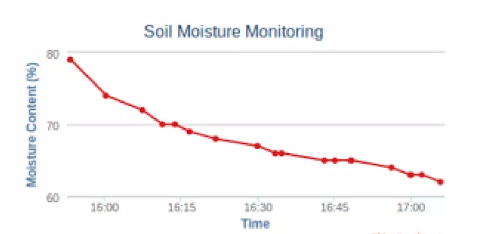 Soil Moisture Monitoring
80
70
60
Moisture Content (%)
16:00 16:15 16:30 16:45 17:00
Time